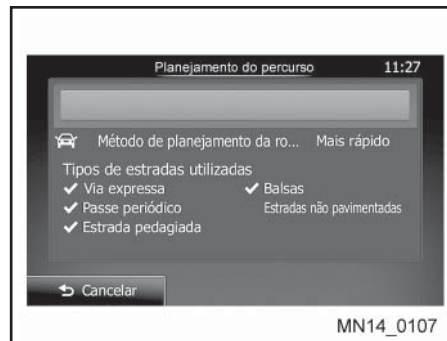 Planejamento do percurso 11:27
Método de planejamento da ro... Mais rápido
Tipos de estradas utilizadas
Via expressa Balsas
Passe periódico Estradas não pavimentadas
Estrada pedagiada
Cancelar
MN14_0107